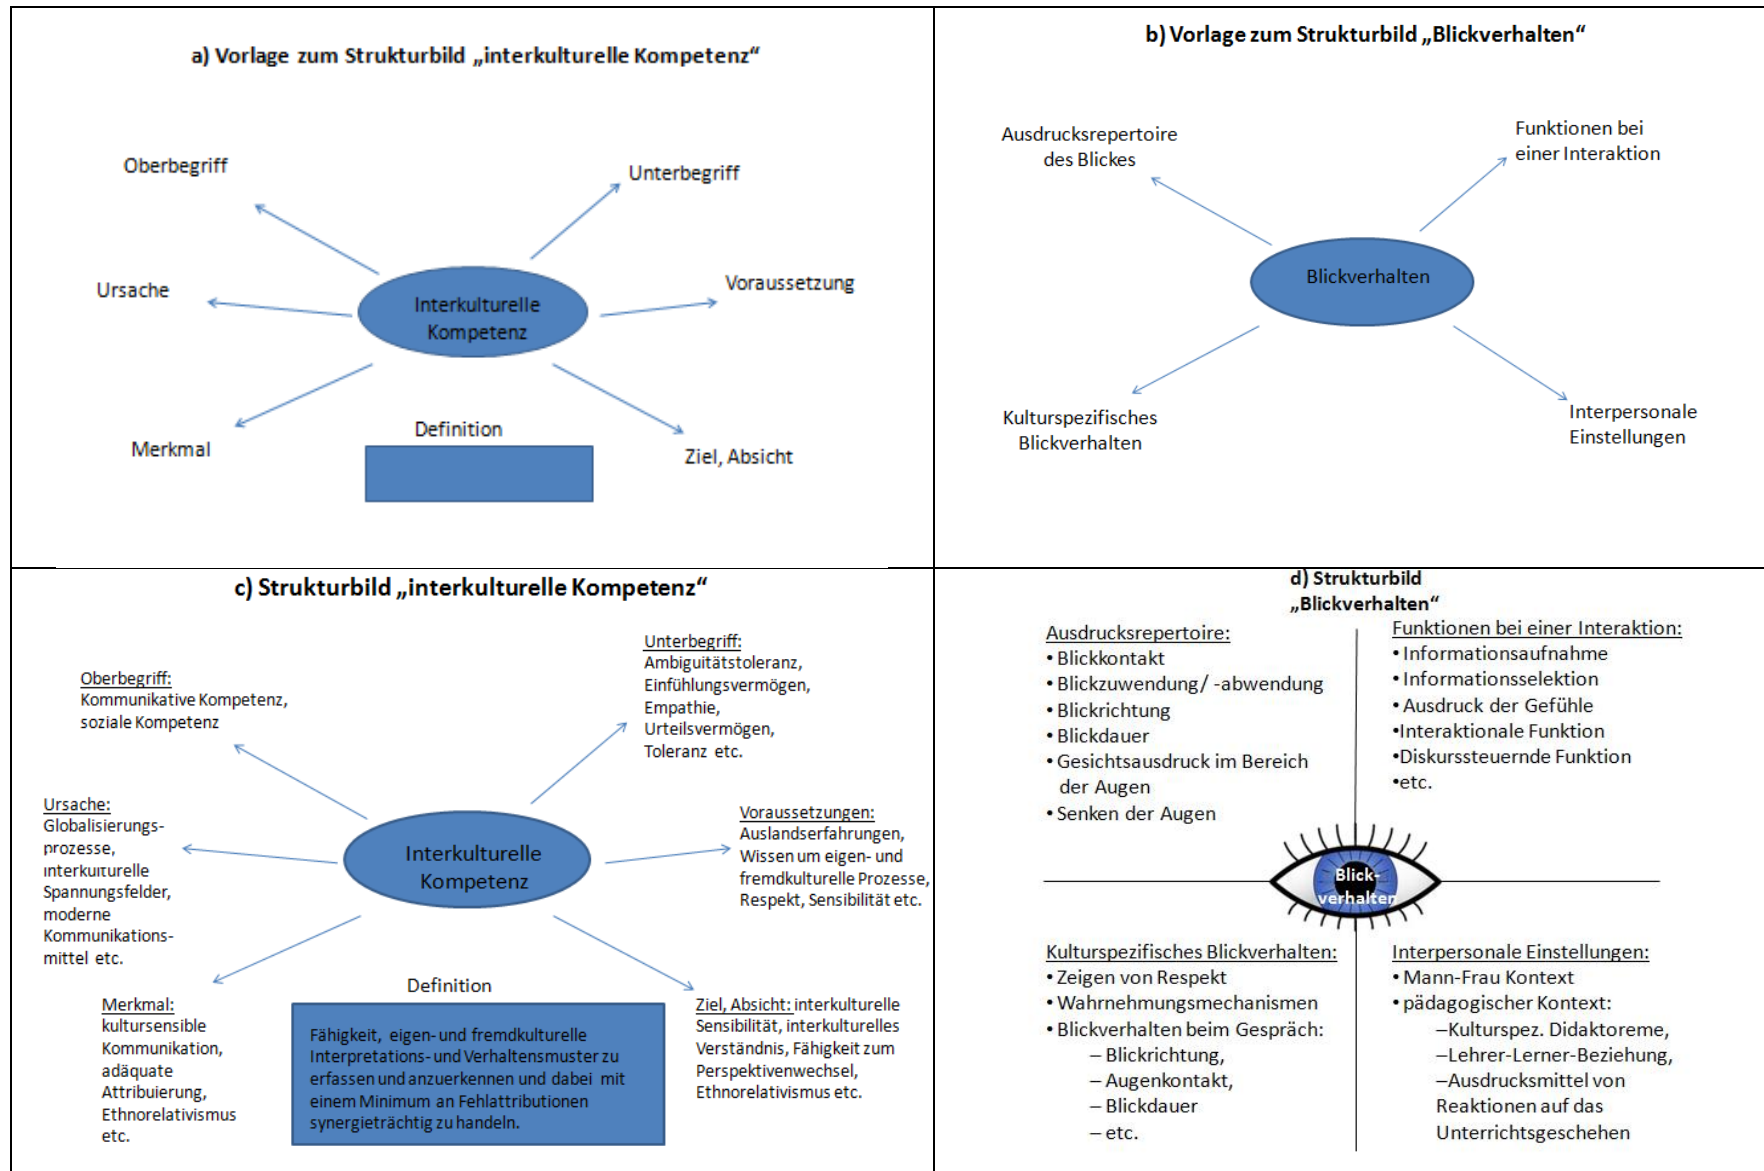 a) Vorlage zum Strukturbild „interkulturelle Kompetenz“
Oberbegriff
Unterbegriff
Ursache
Voraussetzung
Interkulturelle
Kompetenz
Merkmal
Definition
Ziel, Absicht
b) Vorlage zum Strukturbild „Blickverhalten“
Ausdrucksrepertoire
des Blickes
Funktionen bei
einer Interaktion
Blickverhalten
Kulturspezifisches
Blickverhalten
Interpersonale
Einstellungen
c) Strukturbild „interkulturelle Kompetenz“
Oberbegriff:
Kommunikative Kompetenz,
soziale Kompetenz
Unterbegriff:
Ambiguitätstoleranz,
Einfühlungsvermögen,
Empathie,
Urteilsvermögen,
Toleranz etc.
Ursache:
Globalisierungs-
prozesse,
interkulturelle
Spannungsfelder,
moderne
Kommunikations-
mittel etc.
Interkulturelle
Kompetenz
Voraussetzungen:
Auslandserfahrungen,
Wissen um eigen- und
fremdkulturelle Prozesse,
Respekt, Sensibilität etc.
Merkmal:
kultursensible
Kommunikation,
adäquate
Attribuierung,
Ethnorelativismus
etc.
Definition
Fähigkeit, eigen- und fremdkulturelle
Interpretations- und Verhaltensmuster zu
erfassen und anzuerkennen und dabei mit
einem Minimum an Fehlattributionen
synergieträchtig zu handeln.
Ziel, Absicht: interkulturelle
Sensibilität, interkulturelles
Verständnis, Fähigkeit zum
Perspektivenwechsel,
Ethnorelativismus etc.
d) Strukturbild
„Blickverhalten“
Ausdrucksrepertoire:
• Blickkontakt
• Blickzuwendung/ -abwendung
• Blickrichtung
• Blickdauer
• Gesichtsausdruck im Bereich
der Augen
• Senken der Augen
Funktionen bei einer Interaktion:
• Informationsaufnahme
• Informationsselektion
• Ausdruck der Gefühle
• Interaktionale Funktion
•Diskurssteuernde Funktion
•etc.
Blick-
verhalten
Kulturspezifisches Blickverhalten:
• Zeigen von Respekt
• Wahrnehmungsmechanismen
• Blickverhalten beim Gespräch:
– Blickrichtung,
– Augenkontakt,
– Blickdauer
– etc.
Interpersonale Einstellungen:
• Mann-Frau Kontext
• pädagogischer Kontext:
–Kulturspez. Didaktoreme,
–Lehrer-Lerner-Beziehung,
–Ausdrucksmittel von
Reaktionen auf das
Unterrichtsgeschehen